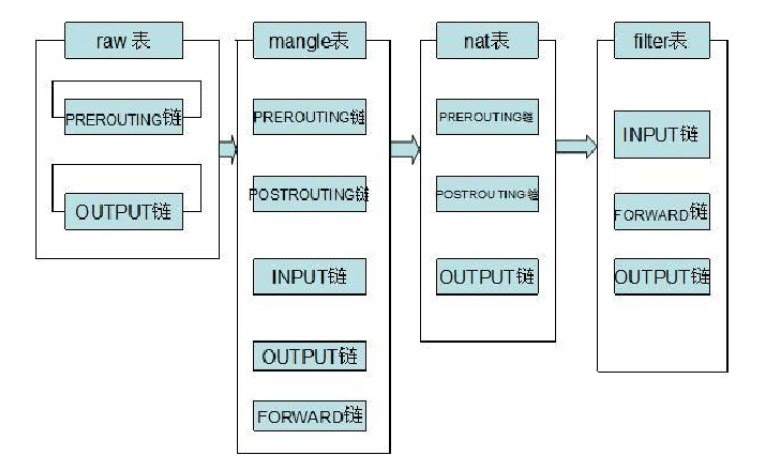 raw 表
PREROUTING链
OUTPUT链
mangle表
PREROUTING链
POSTROUTING链
INPUT链
OUTPUT链
FORWARD链
nat表
PREROUTING链
POSTROUTING链
OUTPUT链
filter表
INPUT链
FORWARD链
OUTPUT链